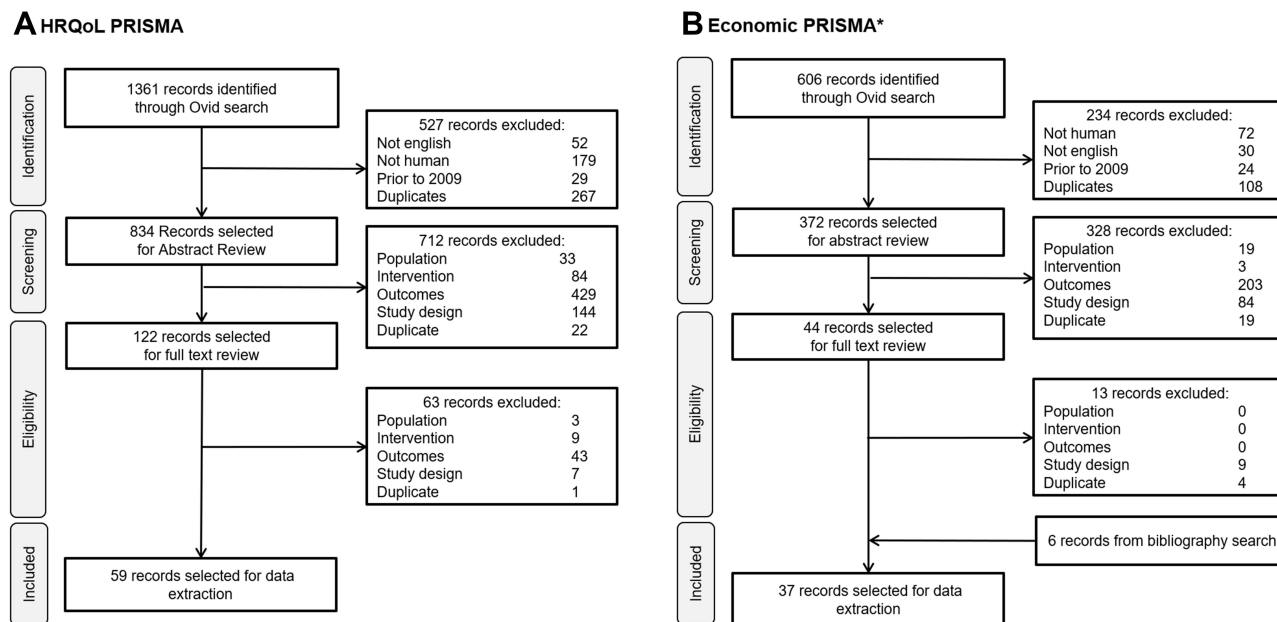 A HRQoL PRISMA
Identification
1361 records identified
through Ovid search
527 records excluded:
Not english 52
Not human 179
Prior to 2009 29
Duplicates 267
Screening
834 Records selected
for Abstract Review
712 records excluded:
Population 33
Intervention 84
Outcomes 429
Study design 144
Duplicate 22
Eligibility
122 records selected
for full text review
63 records excluded:
Population 3
Intervention 9
Outcomes 43
Study design 7
Duplicate 1
Included
59 records selected for data
extraction
B Economic PRISMA*
Identification
606 records identified
through Ovid search
234 records excluded:
Not human 72
Not english 30
Prior to 2009 24
Duplicates 108
Screening
372 records selected
for abstract review
328 records excluded:
Population 19
Intervention 3
Outcomes 203
Study design 84
Duplicate 19
Eligibility
44 records selected
for full text review
13 records excluded:
Population 0
Intervention 0
Outcomes 0
Study design 9
Duplicate 4
Included
6 records from bibliography search
37 records selected for data
extraction